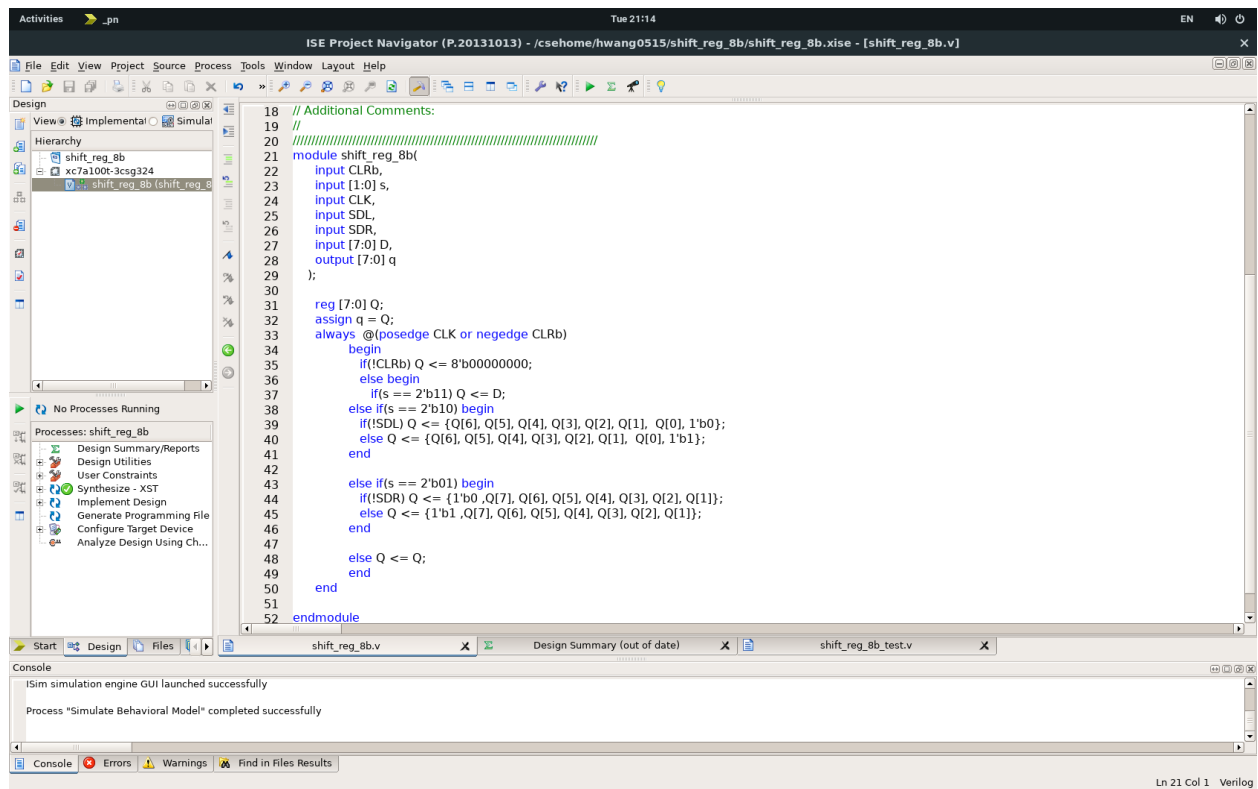 Activities _pn Tue 21:14 EN
ISE Project Navigator (P.20131013) - /csehome/hwang0515/shift_reg_8b/shift_reg_8b.xise - [shift_reg_8b.v]
File Edit View Project Source Process Tools Window Layout Help
Design
View Implementat Simulat
Hierarchy
shift_reg_8b
xc7a100t-3csg324
shift_reg_8b (shift_reg_8
No Processes Running
Processes: shift_reg_8b
Design Summary/Reports
Design Utilities
User Constraints
Synthesize - XST
Implement Design
Generate Programming File
Configure Target Device
Analyze Design Using Ch...
Start Design Files
18 // Additional Comments:
19 //
20 //////////////////////////////////////////////////////////////////////////////////
21 module shift_reg_8b(
22 input CLRb,
23 input [1:0] s,
24 input CLK,
25 input SDL,
26 input SDR,
27 input [7:0] D,
28 output [7:0] q
29 );
30
31 reg [7:0] Q;
32 assign q = Q;
33 always @(posedge CLK or negedge CLRb)
34 begin
35 if(!CLRb) Q <= 8'b00000000;
36 else begin
37 if(s == 2'b11) Q <= D;
38 else if(s == 2'b10) begin
39 if(!SDL) Q <= {Q[6], Q[5], Q[4], Q[3], Q[2], Q[1], Q[0], 1'b0};
40 else Q <= {Q[6], Q[5], Q[4], Q[3], Q[2], Q[1], Q[0], 1'b1};
41 end
42
43 else if(s == 2'b01) begin
44 if(!SDR) Q <= {1'b0 ,Q[7], Q[6], Q[5], Q[4], Q[3], Q[2], Q[1]};
45 else Q <= {1'b1 ,Q[7], Q[6], Q[5], Q[4], Q[3], Q[2], Q[1]};
46 end
47
48 else Q <= Q;
49 end
50 end
51
52 endmodule
shift_reg_8b.v Design Summary (out of date) shift_reg_8b_test.v
Console
ISim simulation engine GUI launched successfully
Process "Simulate Behavioral Model" completed successfully
Console Errors Warnings Find in Files Results
Ln 21 Col 1 Verilog